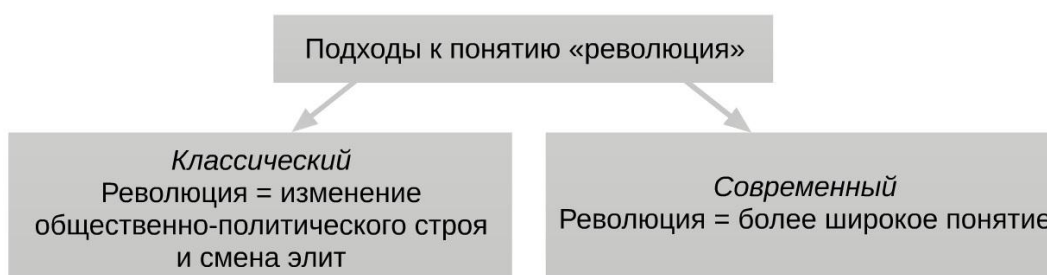 Подходы к понятию «революция»
Классический
Революция = изменение
общественно-политического строя
и смена элит
Современный
Революция = более широкое понятие